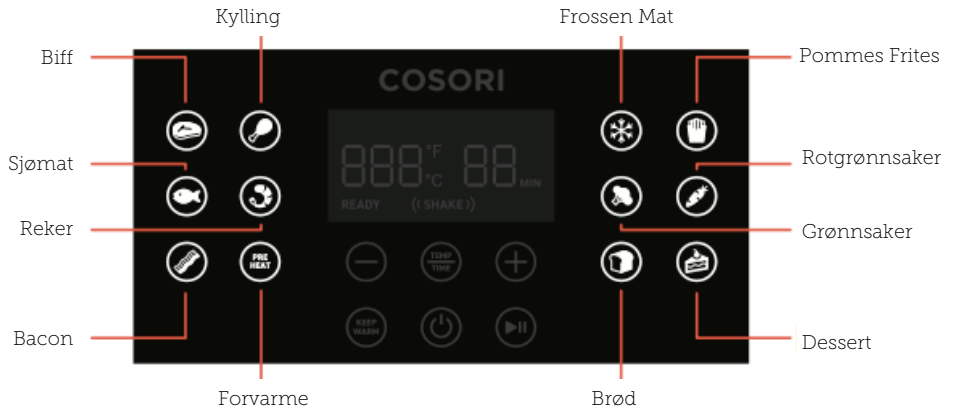 Kylling
Frossen Mat
Biff
Pommes Frites
COSORI
Sjømat
Rotgrønnsaker
888 °F °C 88 MIN
READY ((SHAKE))
Reker
Grønnsaker
PRE HEAT
TEMP TIME
KEEP WARM
Bacon
Dessert
Forvarme
Brød